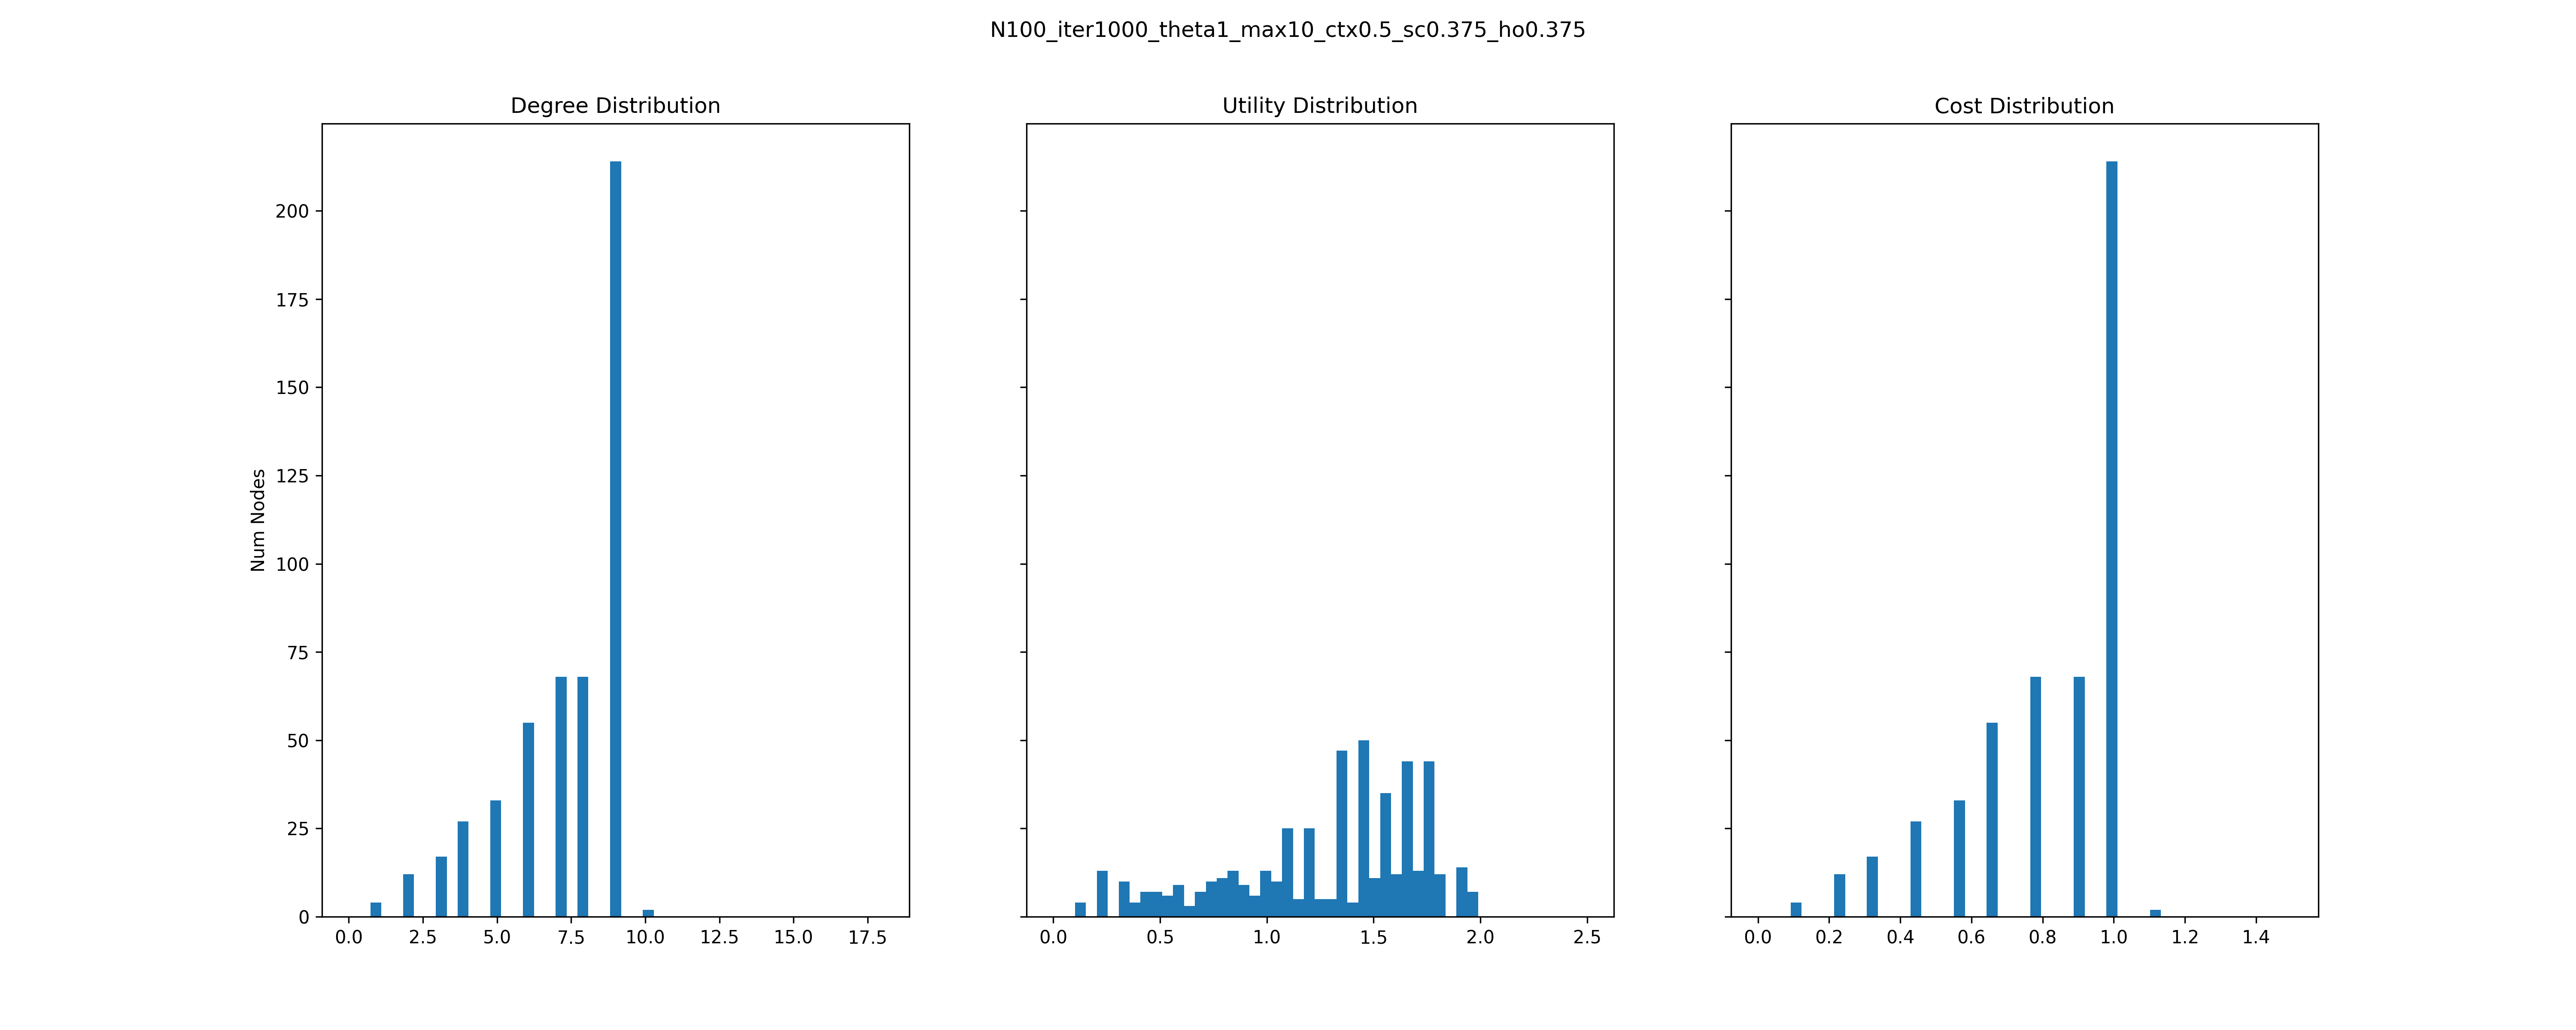 N100_iter1000_theta1_max10_ctx0.5_sc0.375_ho0.375
Degree Distribution
Utility Distribution
Cost Distribution
Num Nodes
200
175
150
125
100
75
50
25
0
0.0 2.5 5.0 7.5 10.0 12.5 15.0 17.5
0.0 0.5 1.0 1.5 2.0 2.5
0.0 0.2 0.4 0.6 0.8 1.0 1.2 1.4